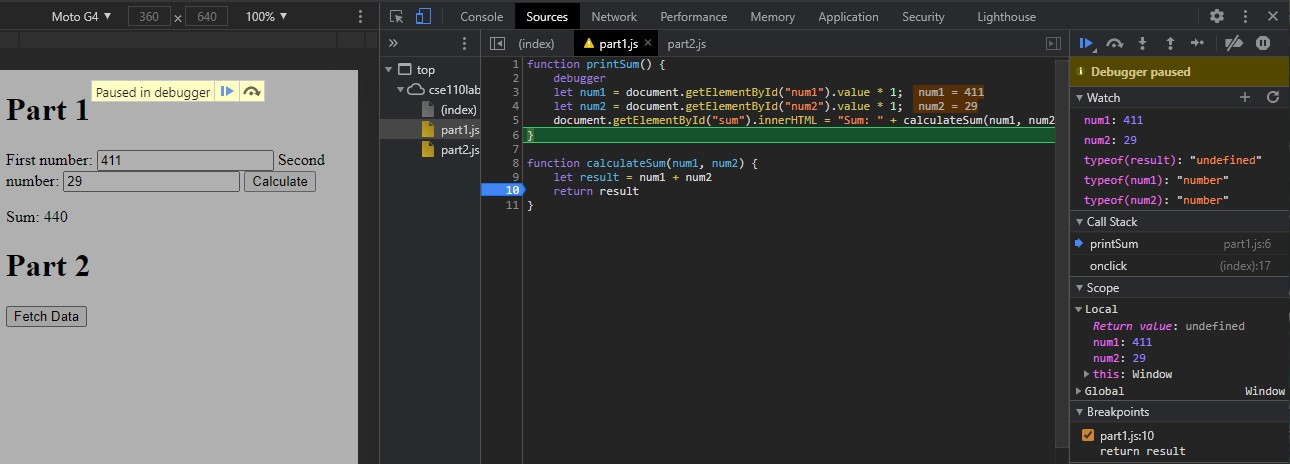 Moto G4 ▼ 360 × 640 100% ▼
Console Sources Network Performance Memory Application Security Lighthouse
Paused in debugger
Part 1
First number: 411 Second
number: 29 Calculate
Sum: 440
Part 2
Fetch Data
»
top
cse110lab
(index)
part1.js
part2.js
(index) part1.js × part2.js
1 function printSum() {
2 debugger
3 let num1 = document.getElementById("num1").value * 1; num1 = 411
4 let num2 = document.getElementById("num2").value * 1; num2 = 29
5 document.getElementById("sum").innerHTML = "Sum: " + calculateSum(num1, num2
6 }
7
8 function calculateSum(num1, num2) {
9 let result = num1 + num2
10 return result
11 }
Debugger paused
Watch
num1: 411
num2: 29
typeof(result): "undefined"
typeof(num1): "number"
typeof(num2): "number"
Call Stack
printSum part1.js:6
onclick (index):17
Scope
Local
Return value: undefined
num1: 411
num2: 29
this: Window
Global Window
Breakpoints
part1.js:10
return result